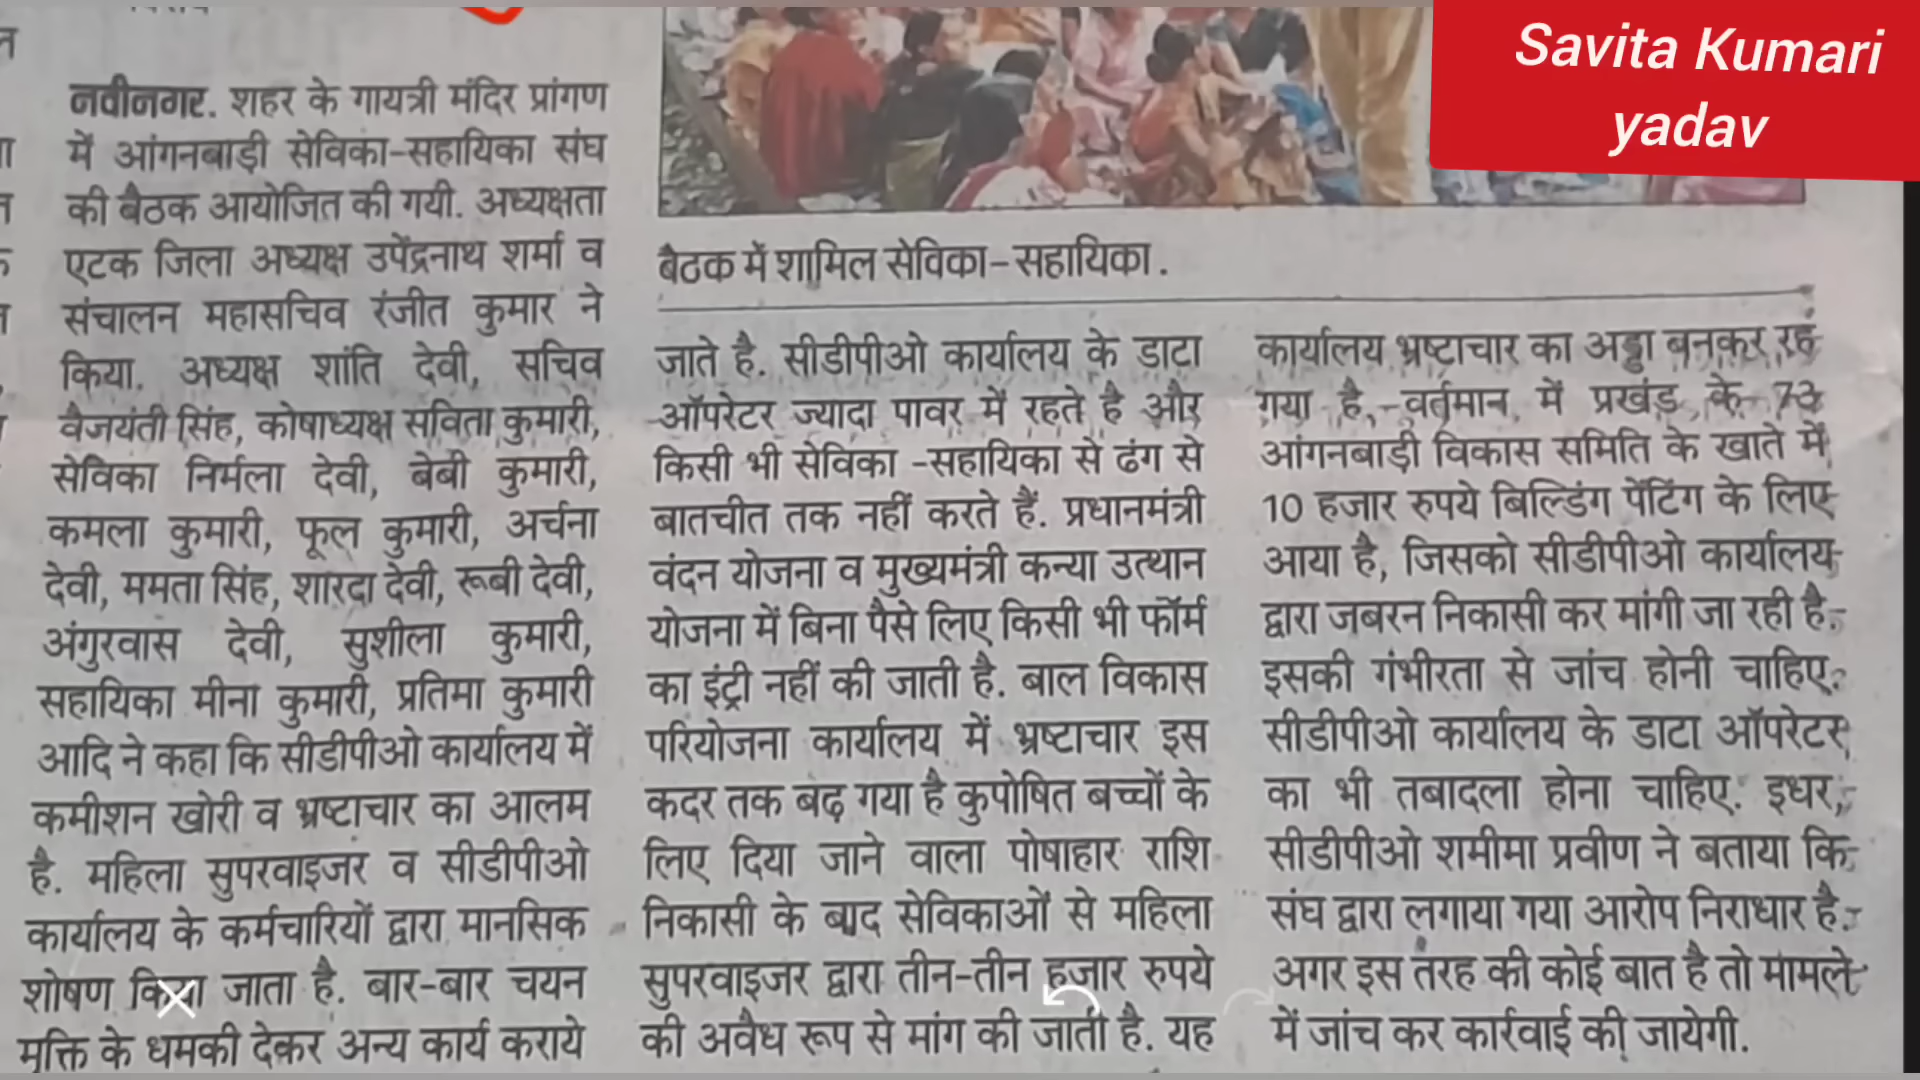 Savita Kumari
yadav
नवीनगर. शहर के गायत्री मंदिर प्रांगण
में आंगनबाड़ी सेविका-सहायिका संघ
की बैठक आयोजित की गयी. अध्यक्षता
एटक जिला अध्यक्ष उपेंद्रनाथ शर्मा व
संचालन महासचिव रंजीत कुमार ने
किया. अध्यक्ष शांति देवी, सचिव
वैजयंती सिंह, कोषाध्यक्ष सविता कुमारी,
सेविका निर्मला देवी, बेबी कुमारी,
कमला कुमारी, फूल कुमारी, अर्चना
देवी, ममता सिंह, शारदा देवी, रूबी देवी,
अंगुरवास देवी, सुशीला कुमारी,
सहायिका मीना कुमारी, प्रतिमा कुमारी
आदि ने कहा कि सीडीपीओ कार्यालय में
कमीशन खोरी व भ्रष्टाचार का आलम
है. महिला सुपरवाइजर व सीडीपीओ
कार्यालय के कर्मचारियों द्वारा मानसिक
शोषण किया जाता है. बार-बार चयन
मुक्ति के धमकी देकर अन्य कार्य कराये
बैठक में शामिल सेविका-सहायिका.
जाते है. सीडीपीओ कार्यालय के डाटा
ऑपरेटर ज्यादा पावर में रहते है और
किसी भी सेविका -सहायिका से ढंग से
बातचीत तक नहीं करते हैं. प्रधानमंत्री
वंदन योजना व मुख्यमंत्री कन्या उत्थान
योजना में बिना पैसे लिए किसी भी फॉर्म
का इंट्री नहीं की जाती है. बाल विकास
परियोजना कार्यालय में भ्रष्टाचार इस
कदर तक बढ़ गया है कुपोषित बच्चों के
लिए दिया जाने वाला पोषाहार राशि
निकासी के बाद सेविकाओं से महिला
सुपरवाइजर द्वारा तीन-तीन हजार रुपये
की अवैध रूप से मांग की जाती है. यह
कार्यालय भ्रष्टाचार का अड्डा बनकर रह
गया है. वर्तमान में प्रखंड के 73
आंगनबाड़ी विकास समिति के खाते में
10 हजार रुपये बिल्डिंग पेंटिंग के लिए
आया है, जिसको सीडीपीओ कार्यालय
द्वारा जबरन निकासी कर मांगी जा रही है.
इसकी गंभीरता से जांच होनी चाहिए.
सीडीपीओ कार्यालय के डाटा ऑपरेटर
का भी तबादला होना चाहिए. इधर,
सीडीपीओ शमीमा प्रवीण ने बताया कि
संघ द्वारा लगाया गया आरोप निराधार है.
अगर इस तरह की कोई बात है तो मामले
में जांच कर कार्रवाई की जायेगी.